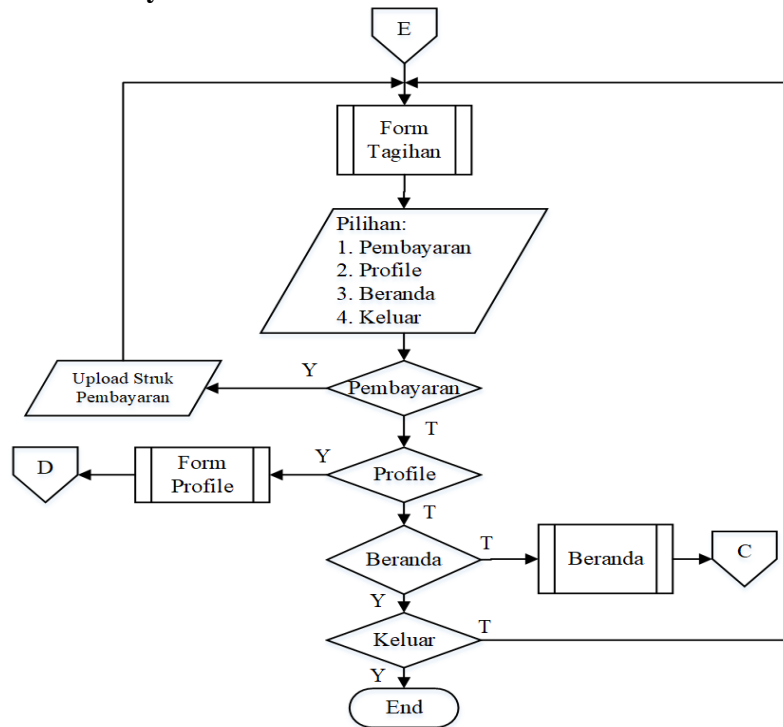 E
Form
Tagihan
Pilihan:
1. Pembayaran
2. Profile
3. Beranda
4. Keluar
Y
Upload Struk
Pembayaran
Pembayaran
T
D
Form
Profile
Y
Profile
T
Beranda
T
Beranda
C
Y
Keluar
T
Y
End